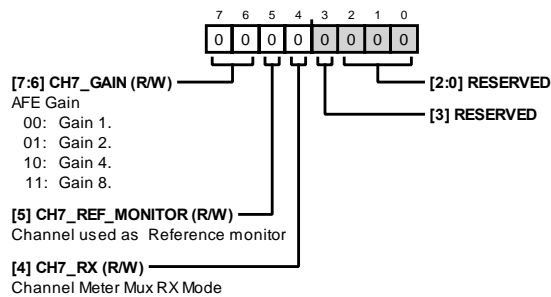 7 6 5 4 3 2 1 0
0 0 0 0 0 0 0 0
[7:6] CH7_GAIN (R/W)
AFE Gain
00: Gain 1.
01: Gain 2.
10: Gain 4.
11: Gain 8.
[5] CH7_REF_MONITOR (R/W)
Channel used as Reference monitor
[4] CH7_RX (R/W)
Channel Meter Mux RX Mode
[2:0] RESERVED
[3] RESERVED